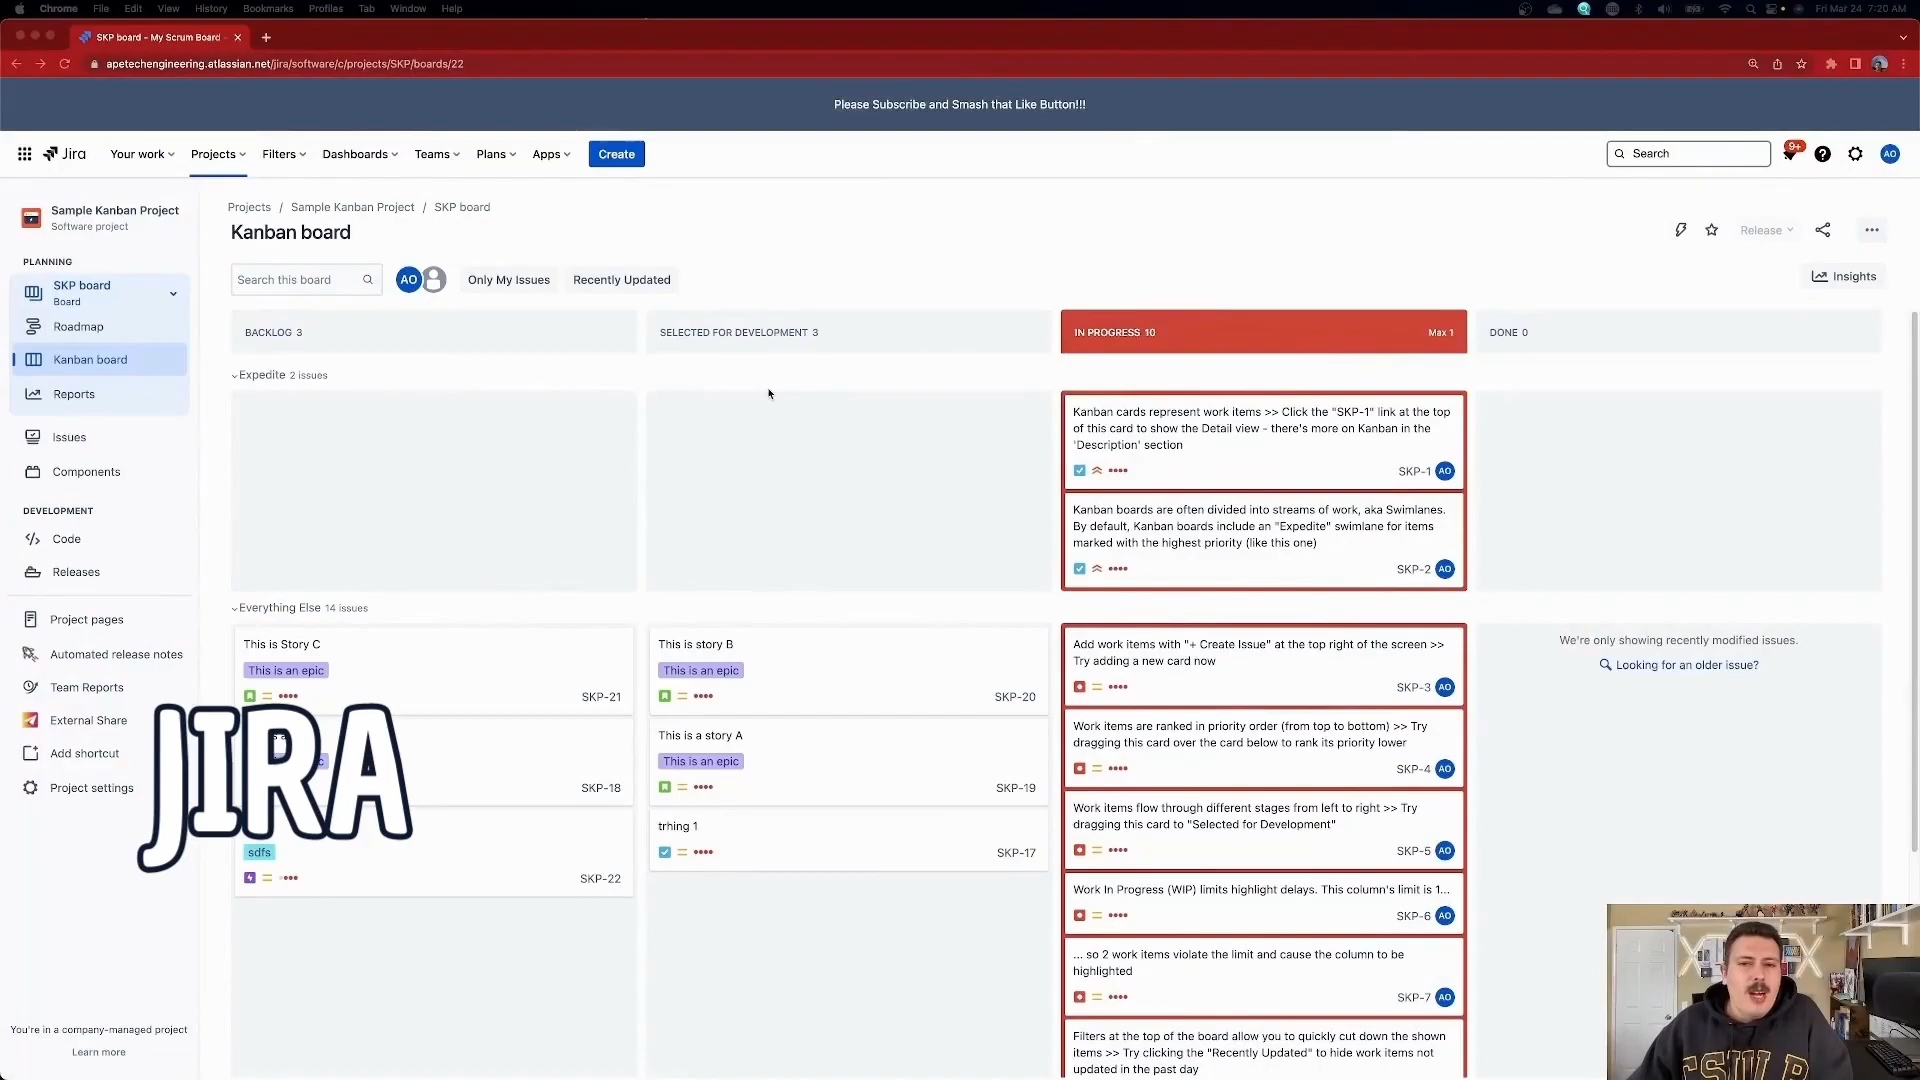 Chrome File Edit View History Bookmarks Profiles Tab Window Help
Fri Mar 24 7:20 AM
SKP board - My Scrum Board
apetechengineering.atlassian.net/jira/software/c/projects/SKP/boards/22
Please Subscribe and Smash that Like Button!!!
Jira Your work Projects Filters Dashboards Teams Plans Apps Create Search 9+ AO
Sample Kanban Project
Software project
PLANNING
SKP board
Board
Roadmap
Kanban board
Reports
Issues
Components
DEVELOPMENT
Code
Releases
Project pages
Automated release notes
Team Reports
External Share
Add shortcut
Project settings
You're in a company-managed project
Learn more
Projects / Sample Kanban Project / SKP board
Kanban board
Release
Search this board AO Only My Issues Recently Updated
Insights
BACKLOG 3
SELECTED FOR DEVELOPMENT 3
IN PROGRESS 10 Max 1
DONE 0
Expedite 2 issues
Kanban cards represent work items >> Click the "SKP-1" link at the top
of this card to show the Detail view - there's more on Kanban in the
'Description' section
SKP-1 AO
Kanban boards are often divided into streams of work, aka Swimlanes.
By default, Kanban boards include an "Expedite" swimlane for items
marked with the highest priority (like this one)
SKP-2 AO
Everything Else 14 issues
This is Story C
This is an epic
SKP-21
SKP-18
sdfs
SKP-22
This is story B
This is an epic
SKP-20
This is a story A
This is an epic
SKP-19
trhing 1
SKP-17
Add work items with "+ Create Issue" at the top right of the screen >>
Try adding a new card now
SKP-3 AO
Work items are ranked in priority order (from top to bottom) >> Try
dragging this card over the card below to rank its priority lower
SKP-4 AO
Work items flow through different stages from left to right >> Try
dragging this card to "Selected for Development"
SKP-5 AO
Work In Progress (WIP) limits highlight delays. This column's limit is 1...
SKP-6 AO
... so 2 work items violate the limit and cause the column to be
highlighted
SKP-7 AO
Filters at the top of the board allow you to quickly cut down the shown
items >> Try clicking the "Recently Updated" to hide work items not
updated in the past day
We're only showing recently modified issues.
Looking for an older issue?
JIRA
CSULB